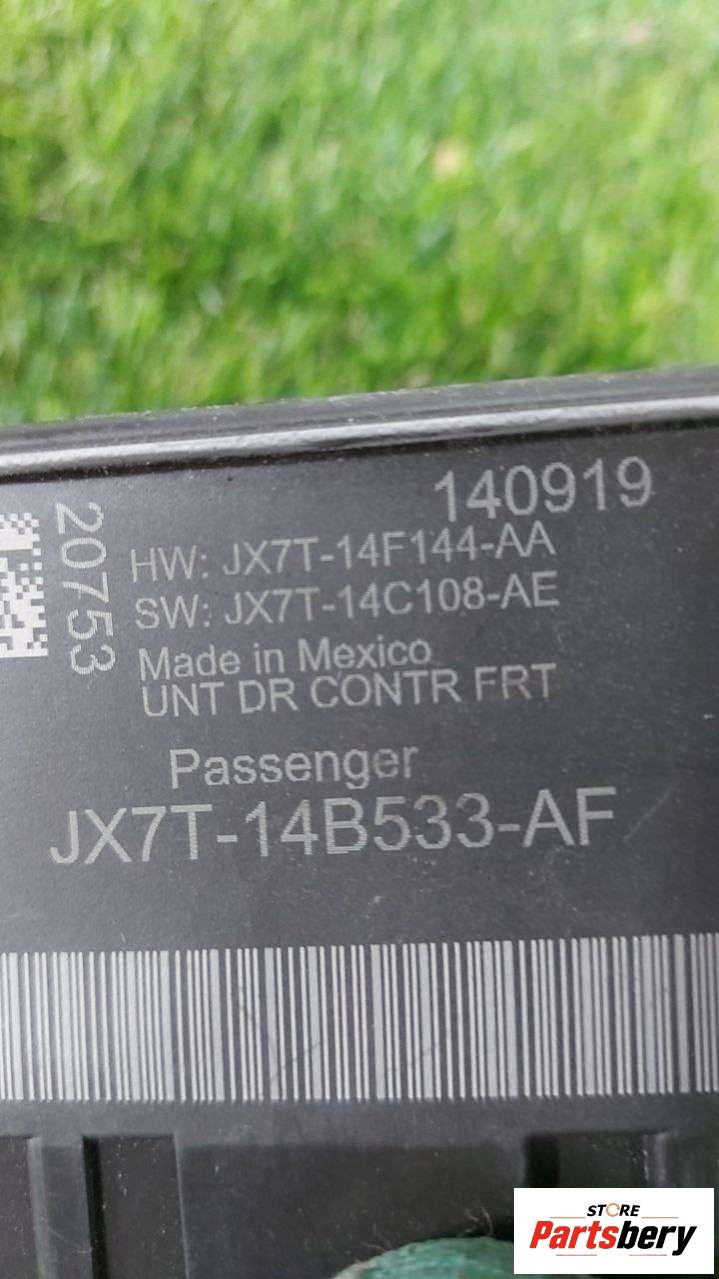 140919
20753
HW: JX7T-14F144-AA
SW: JX7T-14C108-AE
Made in Mexico
UNT DR CONTR FRT
Passenger
JX7T-14B533-AF
STORE
Partsbery